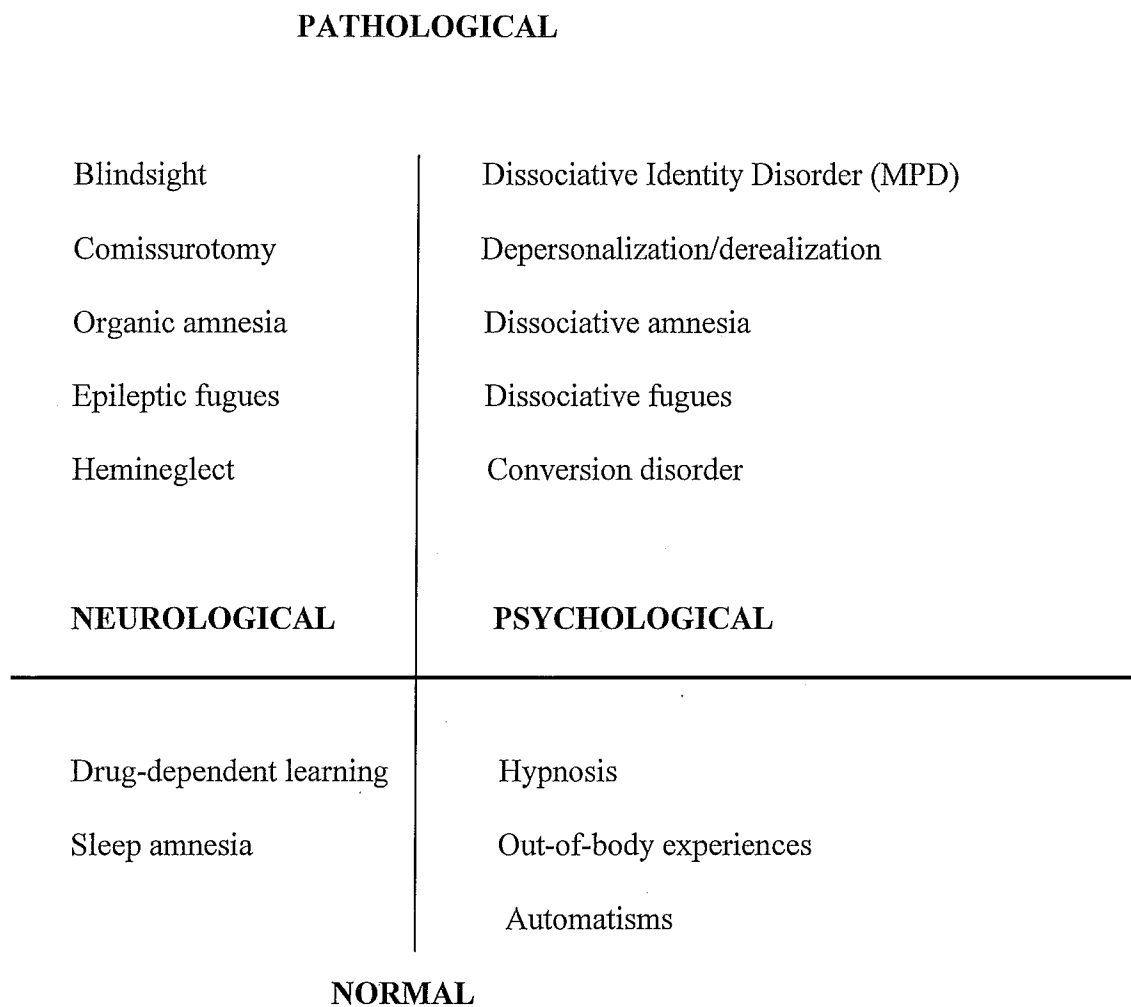 PATHOLOGICAL
Blindsight
Dissociative Identity Disorder (MPD)
Comissurotomy
Depersonalization/derealization
Organic amnesia
Dissociative amnesia
Epileptic fugues
Dissociative fugues
Hemineglect
Conversion disorder
NEUROLOGICAL
PSYCHOLOGICAL
Drug-dependent learning
Hypnosis
Sleep amnesia
Out-of-body experiences
Automatisms
NORMAL